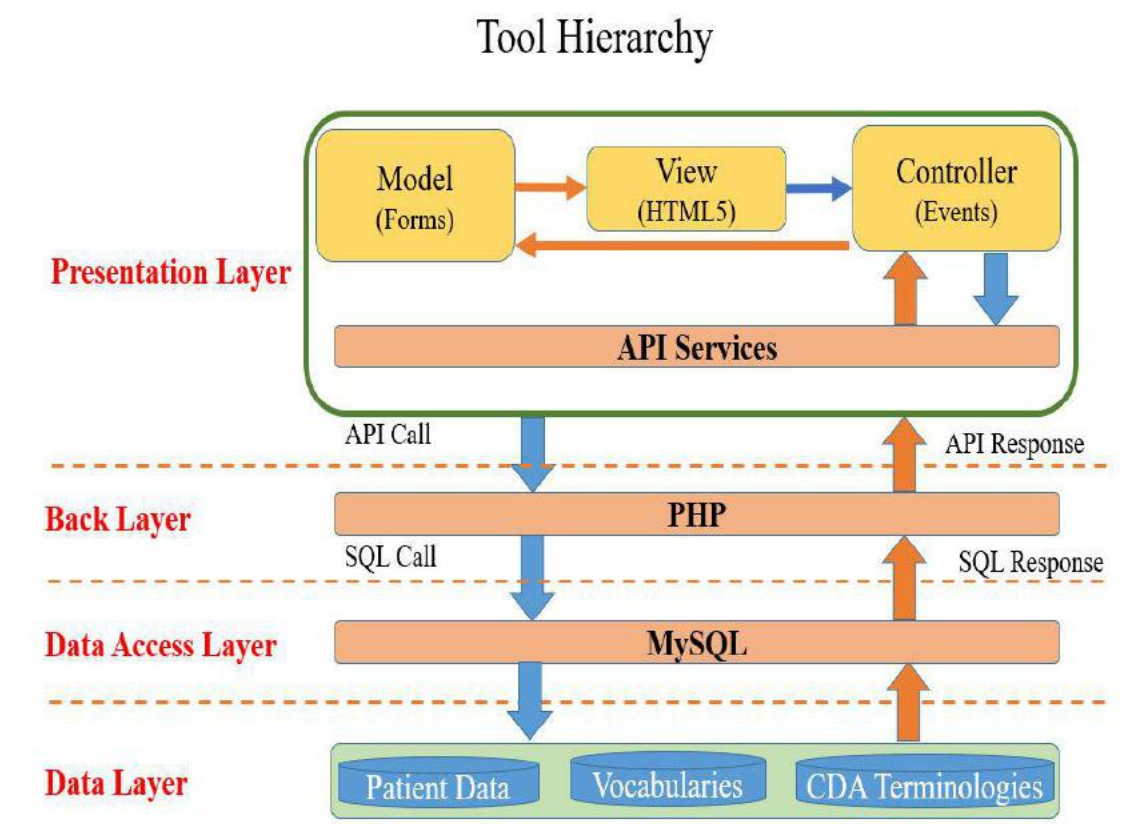 Tool Hierarchy
Model
(Forms)
View
(HTML5)
Controller
(Events)
Presentation Layer
API Services
API Call
API Response
Back Layer
PHP
SQL Call
SQL Response
Data Access Layer
MySQL
Data Layer
Patient Data
Vocabularies
CDA Terminologies